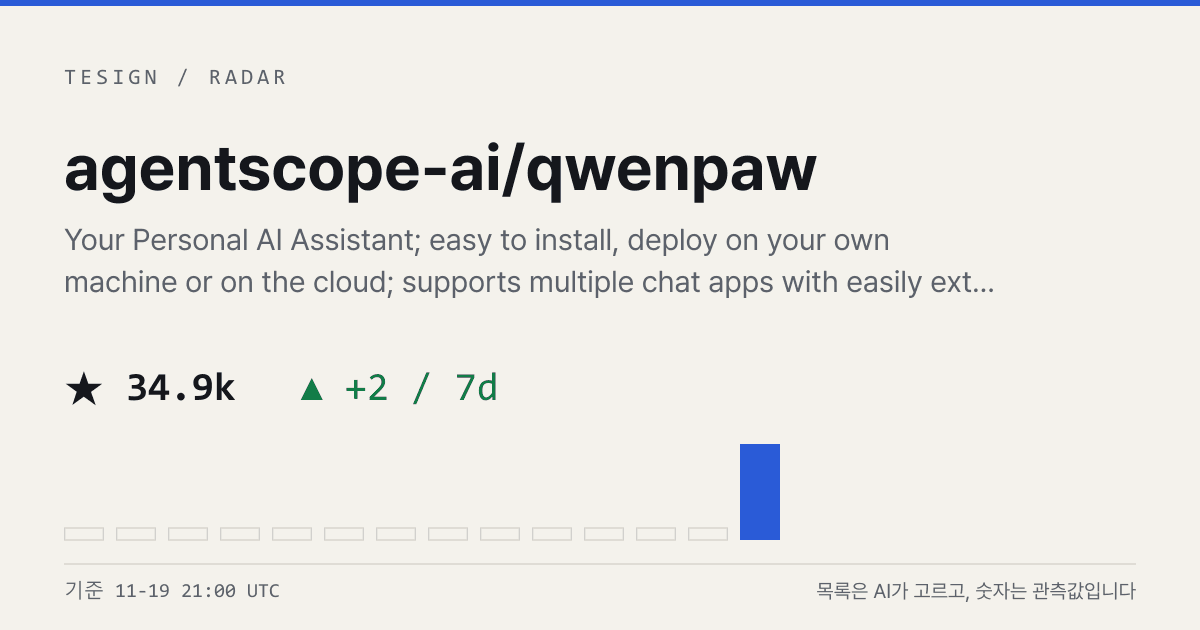 TESIGN / RADAR
agentscope-ai/qwenpaw
Your Personal AI Assistant; easy to install, deploy on your own
machine or on the cloud; supports multiple chat apps with easily ext...
★ 34.9k ▲ +2 / 7d
기준 11-19 21:00 UTC
목록은 AI가 고르고, 숫자는 관측값입니다